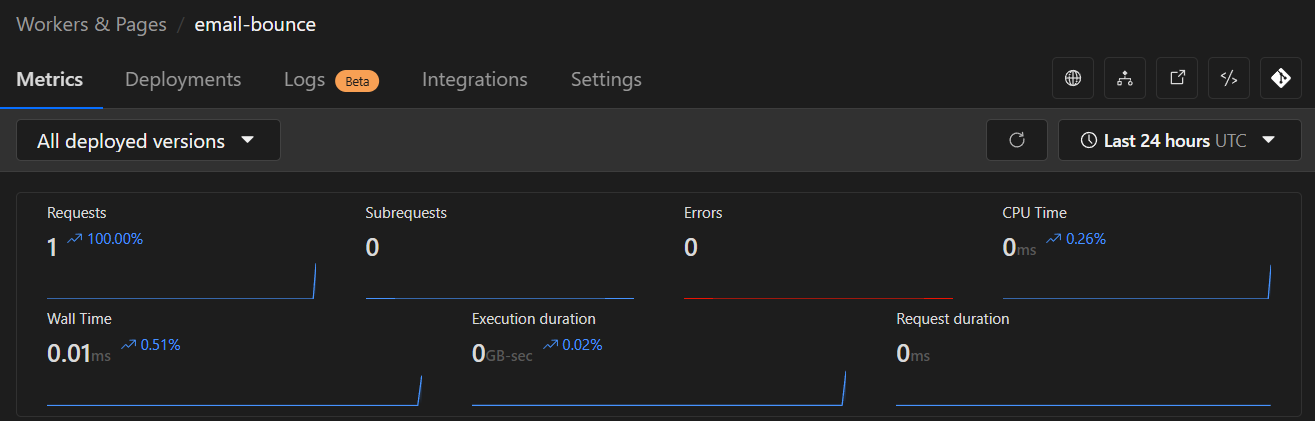 Workers & Pages / email-bounce
Metrics Deployments Logs Beta Integrations Settings
All deployed versions Last 24 hours UTC
Requests Subrequests Errors CPU Time
1 100.00% 0 0 0ms 0.26%
Wall Time Execution duration Request duration
0.01ms 0.51% 0GB-sec 0.02% 0ms